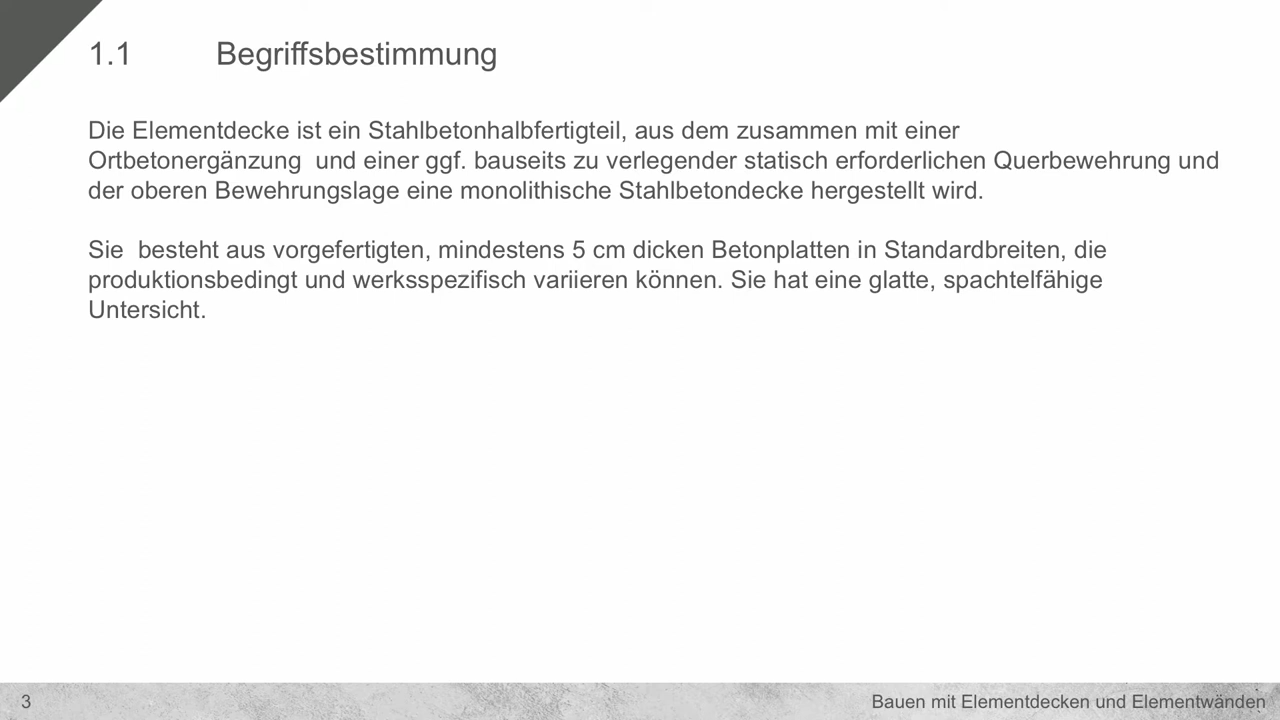 1.1 Begriffsbestimmung
Die Elementdecke ist ein Stahlbetonhalbfertigteil, aus dem zusammen mit einer
Ortbetonergänzung  und einer ggf. bauseits zu verlegender statisch erforderlichen Querbewehrung und
der oberen Bewehrungslage eine monolithische Stahlbetondecke hergestellt wird.
Sie  besteht aus vorgefertigten, mindestens 5 cm dicken Betonplatten in Standardbreiten, die
produktionsbedingt und werksspezifisch variieren können. Sie hat eine glatte, spachtelfähige
Untersicht.
3 Bauen mit Elementdecken und Elementwänden